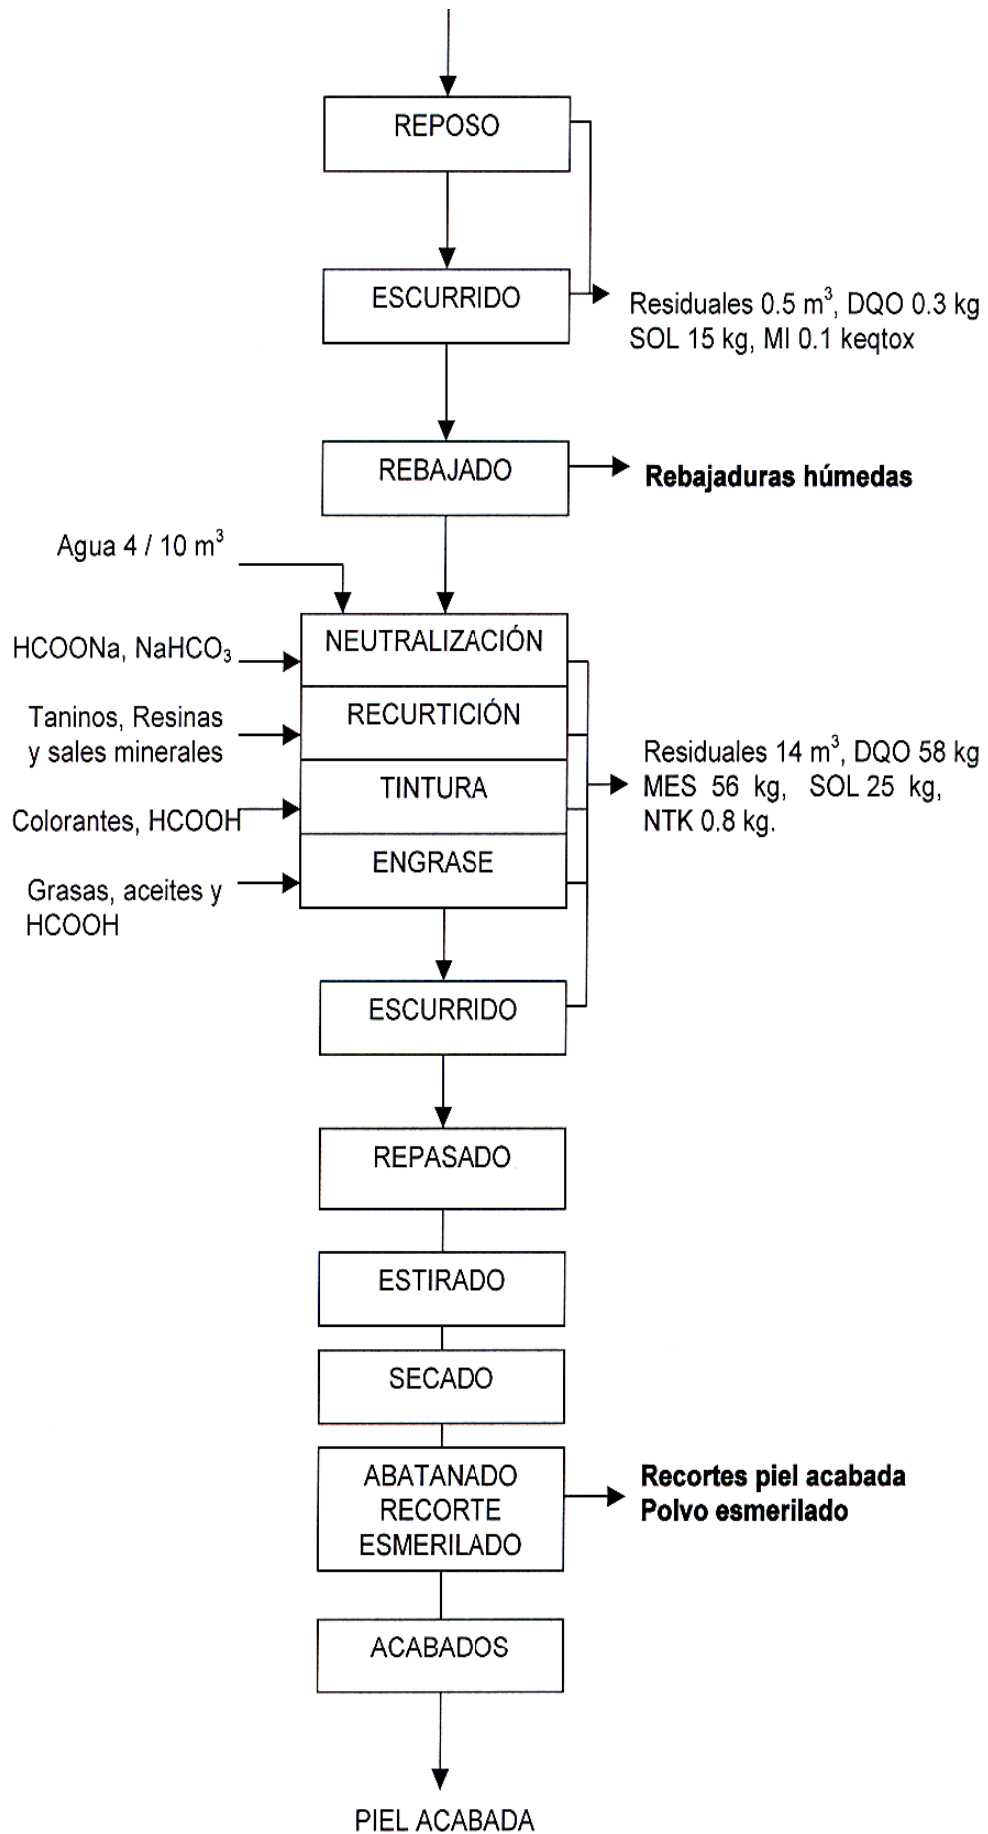 REPOSO
ESCURRIDO
Residuales 0.5 m³, DQO 0.3 kg
SOL 15 kg, MI 0.1 keqtox
REBAJADO
Rebajaduras húmedas
Agua 4 / 10 m³
NEUTRALIZACIÓN
HCOONa, NaHCO₃
RECURTICIÓN
Taninos, Resinas
y sales minerales
TINTURA
Colorantes, HCOOH
ENGRASE
Grasas, aceites y
HCOOH
Residuales 14 m³, DQO 58 kg
MES 56 kg, SOL 25 kg,
NTK 0.8 kg.
ESCURRIDO
REPASADO
ESTIRADO
SECADO
ABATANADO
RECORTE
ESMERILADO
Recortes piel acabada
Polvo esmerilado
ACABADOS
PIEL ACABADA